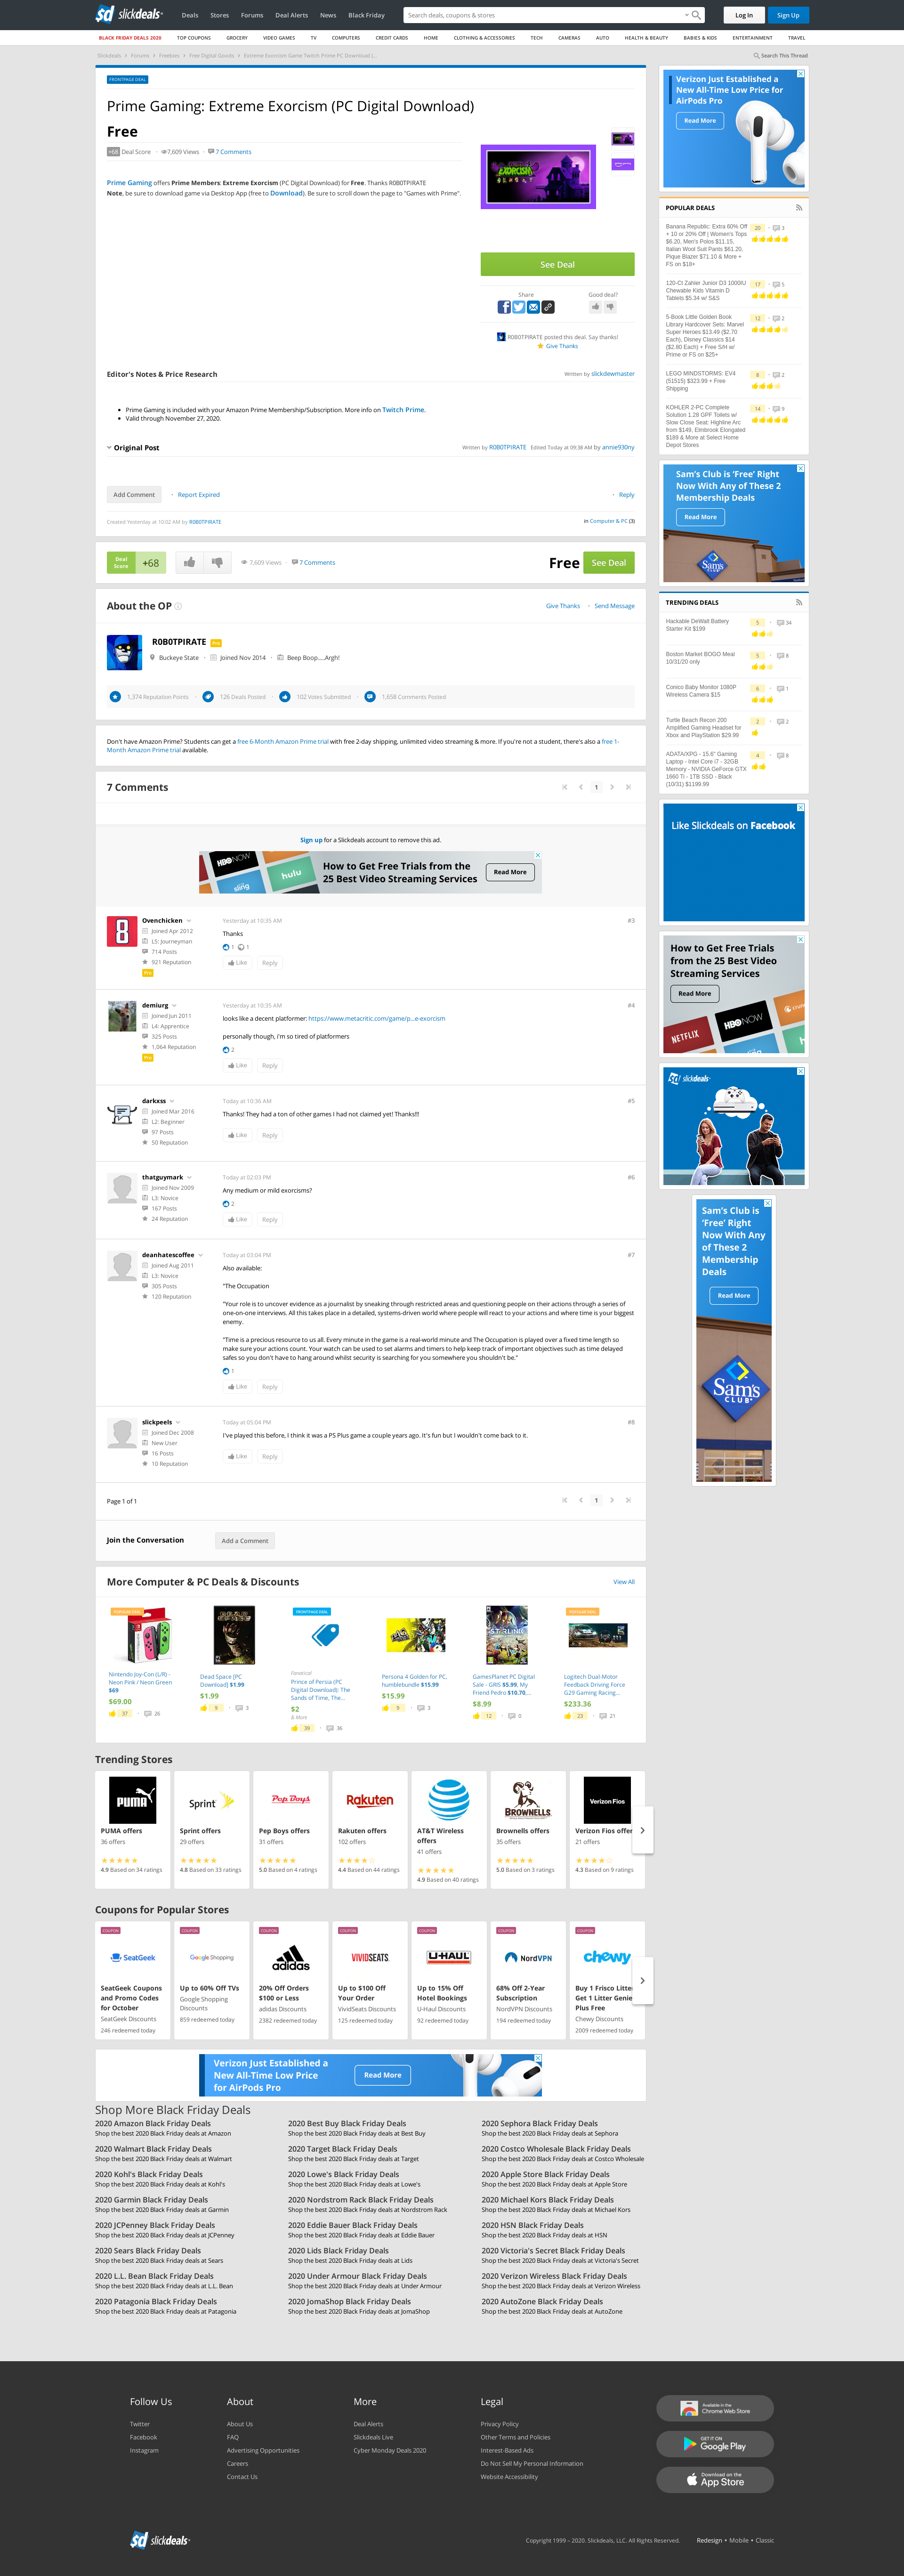 sd slickdeals
Deals Stores Forums Deal Alerts News Black Friday
Search deals, coupons & stores
Log In Sign Up
BLACK FRIDAY DEALS 2020 TOP COUPONS GROCERY VIDEO GAMES TV COMPUTERS CREDIT CARDS HOME CLOTHING & ACCESSORIES TECH CAMERAS AUTO HEALTH & BEAUTY BABIES & KIDS ENTERTAINMENT TRAVEL
Slickdeals > Forums > Freebies > Free Digital Goods > Extreme Exorcism Game Twitch Prime PC Download (...
Search This Thread
FRONTPAGE DEAL
Prime Gaming: Extreme Exorcism (PC Digital Download)
Free
+68 Deal Score 7,609 Views 7 Comments
Prime Gaming offers Prime Members: Extreme Exorcism (PC Digital Download) for Free. Thanks R0B0TPIRATE
Note, be sure to download game via Desktop App (free to Download). Be sure to scroll down the page to "Games with Prime".
EXORCISM
See Deal
Share Good deal?
R0B0TPIRATE posted this deal. Say thanks!
Give Thanks
Editor's Notes & Price Research
Written by slickdewmaster
Prime Gaming is included with your Amazon Prime Membership/Subscription. More info on Twitch Prime.
Valid through November 27, 2020.
Original Post
Written by R0B0TPIRATE Edited Today at 09:38 AM by annie930ny
Add Comment Report Expired Reply
Created Yesterday at 10:02 AM by R0B0TPIRATE
in Computer & PC (3)
Deal Score +68 7,609 Views 7 Comments Free See Deal
About the OP
Give Thanks Send Message
R0B0TPIRATE Pro
Buckeye State Joined Nov 2014 Beep Boop.....Argh!
1,374 Reputation Points 126 Deals Posted 102 Votes Submitted 1,658 Comments Posted
Don't have Amazon Prime? Students can get a free 6-Month Amazon Prime trial with free 2-day shipping, unlimited video streaming & more. If you're not a student, there's also a free 1-
Month Amazon Prime trial available.
7 Comments
1
Sign up for a Slickdeals account to remove this ad.
HBO NOW sling hulu
How to Get Free Trials from the
25 Best Video Streaming Services
Read More
Ovenchicken
Joined Apr 2012
L5: Journeyman
714 Posts
921 Reputation
Pro
Yesterday at 10:35 AM #3
Thanks
1 1
Like Reply
demiurg
Joined Jun 2011
L4: Apprentice
325 Posts
1,064 Reputation
Pro
Yesterday at 10:35 AM #4
looks like a decent platformer: https://www.metacritic.com/game/p...e-exorcism
personally though, i'm so tired of platformers
2
Like Reply
darkxss
Joined Mar 2016
L2: Beginner
97 Posts
50 Reputation
Today at 10:36 AM #5
Thanks! They had a ton of other games I had not claimed yet! Thanks!!!
Like Reply
thatguymark
Joined Nov 2009
L3: Novice
167 Posts
24 Reputation
Today at 02:03 PM #6
Any medium or mild exorcisms?
2
Like Reply
deanhatescoffee
Joined Aug 2011
L3: Novice
305 Posts
120 Reputation
Today at 03:04 PM #7
Also available:
"The Occupation
"Your role is to uncover evidence as a journalist by sneaking through restricted areas and questioning people on their actions through a series of
one-on-one interviews. All this takes place in a detailed, systems-driven world where people will react to your actions and where time is your biggest
enemy.
"Time is a precious resource to us all. Every minute in the game is a real-world minute and The Occupation is played over a fixed time length so
make sure your actions count. Your watch can be used to set alarms and timers to help keep track of important objectives such as time delayed
safes so you don't have to hang around whilst security is searching for you somewhere you shouldn't be."
1
Like Reply
slickpeels
Joined Dec 2008
New User
16 Posts
10 Reputation
Today at 05:04 PM #8
I've played this before, I think it was a PS Plus game a couple years ago. It's fun but I wouldn't come back to it.
Like Reply
Page 1 of 1
1
Join the Conversation Add a Comment
More Computer & PC Deals & Discounts
View All
POPULAR DEAL
Nintendo Joy-Con (L/R) -
Neon Pink / Neon Green
$69
$69.00
37 26
Dead Space [PC
Download] $1.99
$1.99
9 3
FRONTPAGE DEAL
Fanatical
Prince of Persia (PC
Digital Download): The
Sands of Time, The...
$2
& More
39 36
Persona 4 Golden for PC,
humblebundle $15.99
$15.99
9 3
GamesPlanet PC Digital
Sale - GRIS $5.99, My
Friend Pedro $10.70,...
$8.99
12 0
POPULAR DEAL
Logitech Dual-Motor
Feedback Driving Force
G29 Gaming Racing...
$233.36
23 21
Trending Stores
PUMA
PUMA offers
36 offers
4.9 Based on 34 ratings
Sprint
Sprint offers
29 offers
4.8 Based on 33 ratings
Pep Boys
Pep Boys offers
31 offers
5.0 Based on 4 ratings
Rakuten
Rakuten offers
102 offers
4.4 Based on 44 ratings
AT&T Wireless
offers
41 offers
4.9 Based on 40 ratings
BROWNELLS
Brownells offers
35 offers
5.0 Based on 3 ratings
Verizon Fios
Verizon Fios offers
21 offers
4.3 Based on 9 ratings
Coupons for Popular Stores
COUPON
SeatGeek
SeatGeek Coupons
and Promo Codes
for October
SeatGeek Discounts
246 redeemed today
COUPON
Google Shopping
Up to 60% Off TVs
Google Shopping
Discounts
859 redeemed today
COUPON
adidas
20% Off Orders
$100 or Less
adidas Discounts
2382 redeemed today
COUPON
VIVIDSEATS
Up to $100 Off
Your Order
VividSeats Discounts
125 redeemed today
COUPON
U-HAUL
Up to 15% Off
Hotel Bookings
U-Haul Discounts
92 redeemed today
COUPON
NordVPN
68% Off 2-Year
Subscription
NordVPN Discounts
194 redeemed today
COUPON
chewy
Buy 1 Frisco Litter
Get 1 Litter Genie
Plus Free
Chewy Discounts
2009 redeemed today
Verizon Just Established a
New All-Time Low Price
for AirPods Pro
Read More
Shop More Black Friday Deals
2020 Amazon Black Friday Deals
Shop the best 2020 Black Friday deals at Amazon
2020 Best Buy Black Friday Deals
Shop the best 2020 Black Friday deals at Best Buy
2020 Sephora Black Friday Deals
Shop the best 2020 Black Friday deals at Sephora
2020 Walmart Black Friday Deals
Shop the best 2020 Black Friday deals at Walmart
2020 Target Black Friday Deals
Shop the best 2020 Black Friday deals at Target
2020 Costco Wholesale Black Friday Deals
Shop the best 2020 Black Friday deals at Costco Wholesale
2020 Kohl's Black Friday Deals
Shop the best 2020 Black Friday deals at Kohl's
2020 Lowe's Black Friday Deals
Shop the best 2020 Black Friday deals at Lowe's
2020 Apple Store Black Friday Deals
Shop the best 2020 Black Friday deals at Apple Store
2020 Garmin Black Friday Deals
Shop the best 2020 Black Friday deals at Garmin
2020 Nordstrom Rack Black Friday Deals
Shop the best 2020 Black Friday deals at Nordstrom Rack
2020 Michael Kors Black Friday Deals
Shop the best 2020 Black Friday deals at Michael Kors
2020 JCPenney Black Friday Deals
Shop the best 2020 Black Friday deals at JCPenney
2020 Eddie Bauer Black Friday Deals
Shop the best 2020 Black Friday deals at Eddie Bauer
2020 HSN Black Friday Deals
Shop the best 2020 Black Friday deals at HSN
2020 Sears Black Friday Deals
Shop the best 2020 Black Friday deals at Sears
2020 Lids Black Friday Deals
Shop the best 2020 Black Friday deals at Lids
2020 Victoria's Secret Black Friday Deals
Shop the best 2020 Black Friday deals at Victoria's Secret
2020 L.L. Bean Black Friday Deals
Shop the best 2020 Black Friday deals at L.L. Bean
2020 Under Armour Black Friday Deals
Shop the best 2020 Black Friday deals at Under Armour
2020 Verizon Wireless Black Friday Deals
Shop the best 2020 Black Friday deals at Verizon Wireless
2020 Patagonia Black Friday Deals
Shop the best 2020 Black Friday deals at Patagonia
2020 JomaShop Black Friday Deals
Shop the best 2020 Black Friday deals at JomaShop
2020 AutoZone Black Friday Deals
Shop the best 2020 Black Friday deals at AutoZone
Verizon Just Established a
New All-Time Low Price for
AirPods Pro
Read More
POPULAR DEALS
Banana Republic: Extra 60% Off
+ 10 or 20% Off | Women's Tops
$6.20, Men's Polos $11.15,
Italian Wool Suit Pants $61.20,
Pique Blazer $71.10 & More +
FS on $18+
20 3
120-Ct Zahler Junior D3 1000IU
Chewable Kids Vitamin D
Tablets $5.34 w/ S&S
17 5
5-Book Little Golden Book
Library Hardcover Sets: Marvel
Super Heroes $13.49 ($2.70
Each), Disney Classics $14
($2.80 Each) + Free S/H w/
Prime or FS on $25+
12 2
LEGO MINDSTORMS: EV4
(51515) $323.99 + Free
Shipping
8 2
KOHLER 2-PC Complete
Solution 1.28 GPF Toilets w/
Slow Close Seat: Highline Arc
from $149, Elmbrook Elongated
$189 & More at Select Home
Depot Stores
14 9
Sam's Club is 'Free' Right
Now With Any of These 2
Membership Deals
Read More
Sam's
TRENDING DEALS
Hackable DeWalt Battery
Starter Kit $199
5 34
Boston Market BOGO Meal
10/31/20 only
5 8
Conico Baby Monitor 1080P
Wireless Camera $15
6 1
Turtle Beach Recon 200
Amplified Gaming Headset for
Xbox and PlayStation $29.99
2 2
ADATA/XPG - 15.6" Gaming
Laptop - Intel Core i7 - 32GB
Memory - NVIDIA GeForce GTX
1660 Ti - 1TB SSD - Black
(10/31) $1199.99
4 8
Like Slickdeals on Facebook
How to Get Free Trials
from the 25 Best Video
Streaming Services
Read More
NETFLIX HBO NOW
sd slickdeals
Sam's Club is
'Free' Right
Now With Any
of These 2
Membership
Deals
Read More
Sam's
CLUB
Follow Us
Twitter
Facebook
Instagram
About
About Us
FAQ
Advertising Opportunities
Careers
Contact Us
More
Deal Alerts
Slickdeals Live
Cyber Monday Deals 2020
Legal
Privacy Policy
Other Terms and Policies
Interest-Based Ads
Do Not Sell My Personal Information
Website Accessibility
Available in the
Chrome Web Store
GET IT ON
Google Play
Download on the
App Store
sd slickdeals
Copyright 1999 - 2020. Slickdeals, LLC. All Rights Reserved. Redesign • Mobile • Classic